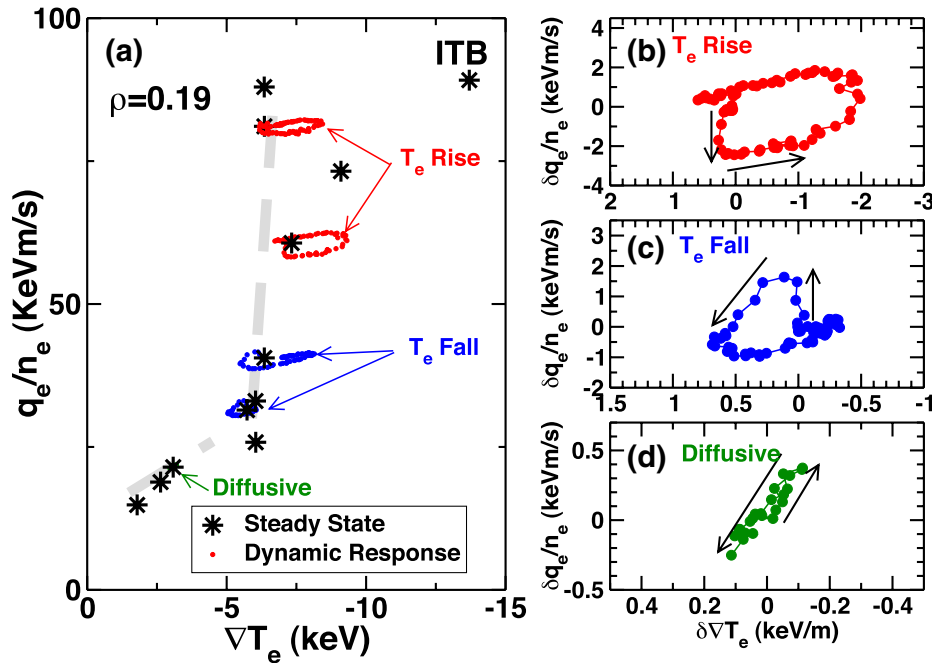 (a)
ITB
ρ=0.19
T_e Rise
T_e Fall
Diffusive
Steady State
Dynamic Response
100
50
0
q_e/n_e (KeVm/s)
0
-5
-10
-15
∇T_e (keV)
(b)
T_e Rise
4
2
0
-2
-4
δq_e/n_e (keVm/s)
2
1
0
-1
-2
-3
(c)
T_e Fall
3
2
1
0
-1
-2
δq_e/n_e (keVm/s)
1.5
1
0.5
0
-0.5
-1
(d)
Diffusive
0.5
0
-0.5
δq_e/n_e (keVm/s)
0.4
0.2
0
-0.2
-0.4
δ∇T_e (keV/m)